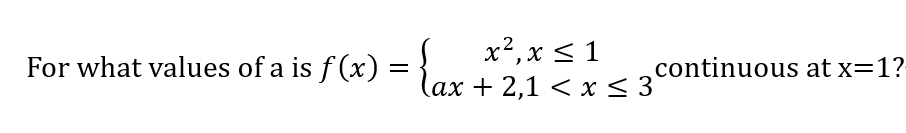 For what values of a is f(x) = { x², x ≤ 1
ax + 2,1 < x ≤ 3 continuous at x=1?